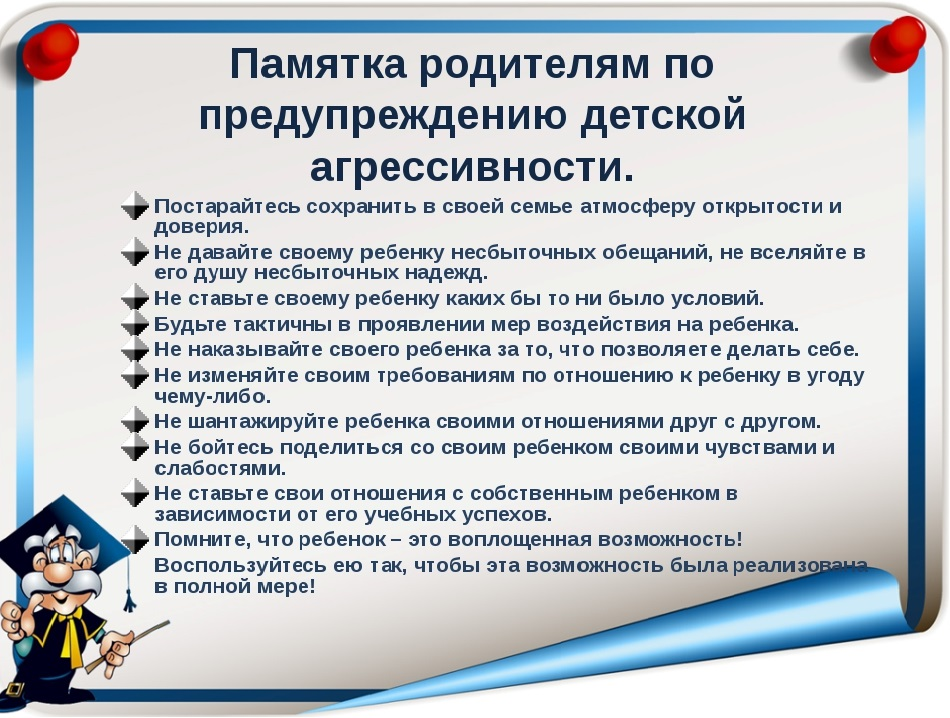 Памятка родителям по
предупреждению детской
агрессивности.
Постарайтесь сохранить в своей семье атмосферу открытости и
доверия.
Не давайте своему ребенку несбыточных обещаний, не вселяйте в
его душу несбыточных надежд.
Не ставьте своему ребенку каких бы то ни было условий.
Будьте тактичны в проявлении мер воздействия на ребенка.
Не наказывайте своего ребенка за то, что позволяете делать себе.
Не изменяйте своим требованиям по отношению к ребенку в угоду
чему-либо.
Не шантажируйте ребенка своими отношениями друг с другом.
Не бойтесь поделиться со своим ребенком своими чувствами и
слабостями.
Не ставьте свои отношения с собственным ребенком в
зависимости от его учебных успехов.
Помните, что ребенок – это воплощенная возможность!
Воспользуйтесь ею так, чтобы эта возможность была реализована
в полной мере!